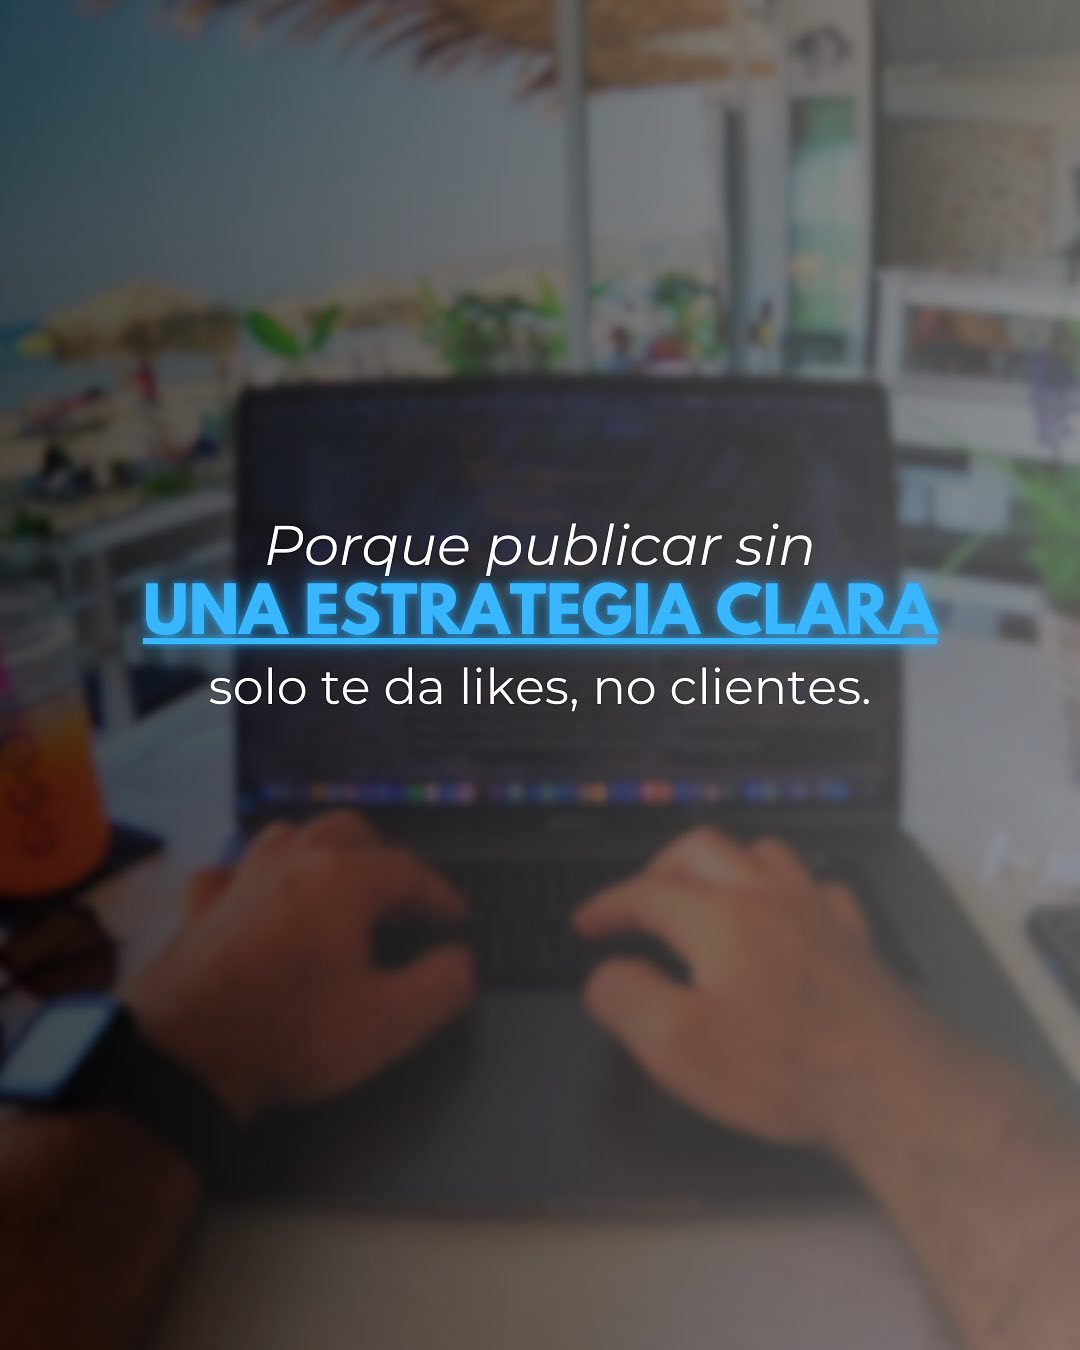 Porque publicar sin
UNA ESTRATEGIA CLARA
solo te da likes, no clientes.